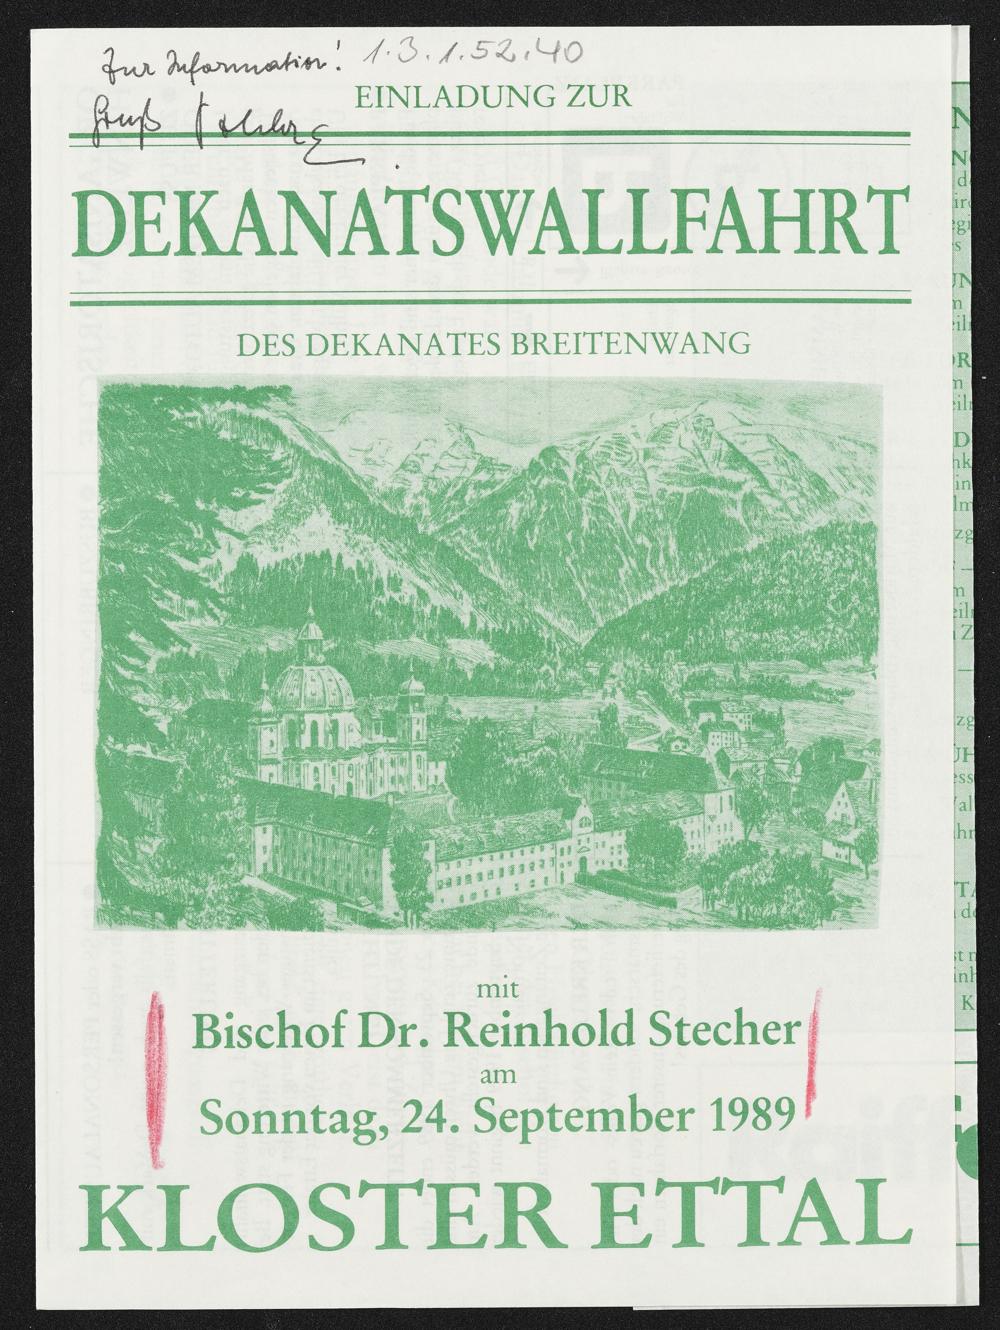 Zur Information! 1.3.1.52.40
Gruß
EINLADUNG ZUR
DEKANATSWALLFAHRT
DES DEKANATES BREITENWANG
mit
Bischof Dr. Reinhold Stecher
am
Sonntag, 24. September 1989
KLOSTER ETTAL